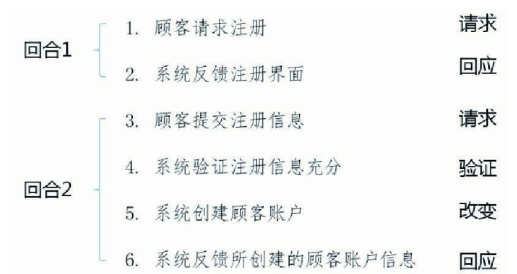 回合1
1. 顾客请求注册 请求
2. 系统反馈注册界面 回应
回合2
3. 顾客提交注册信息 请求
4. 系统验证注册信息充分 验证
5. 系统创建顾客账户 改变
6. 系统反馈所创建的顾客账户信息 回应